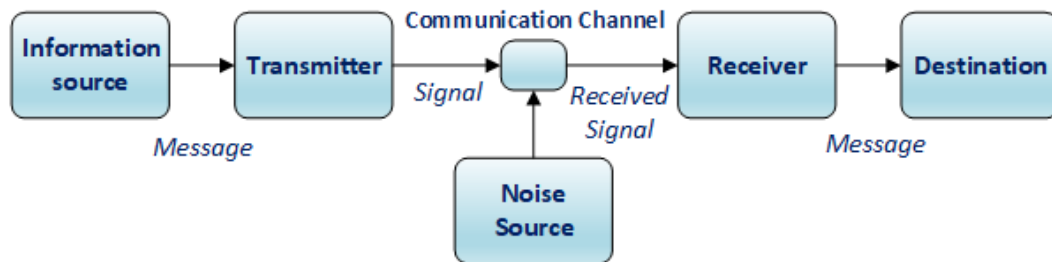 Communication Channel
Information
source
Transmitter
Signal
Received
Signal
Receiver
Destination
Message
Message
Noise
Source